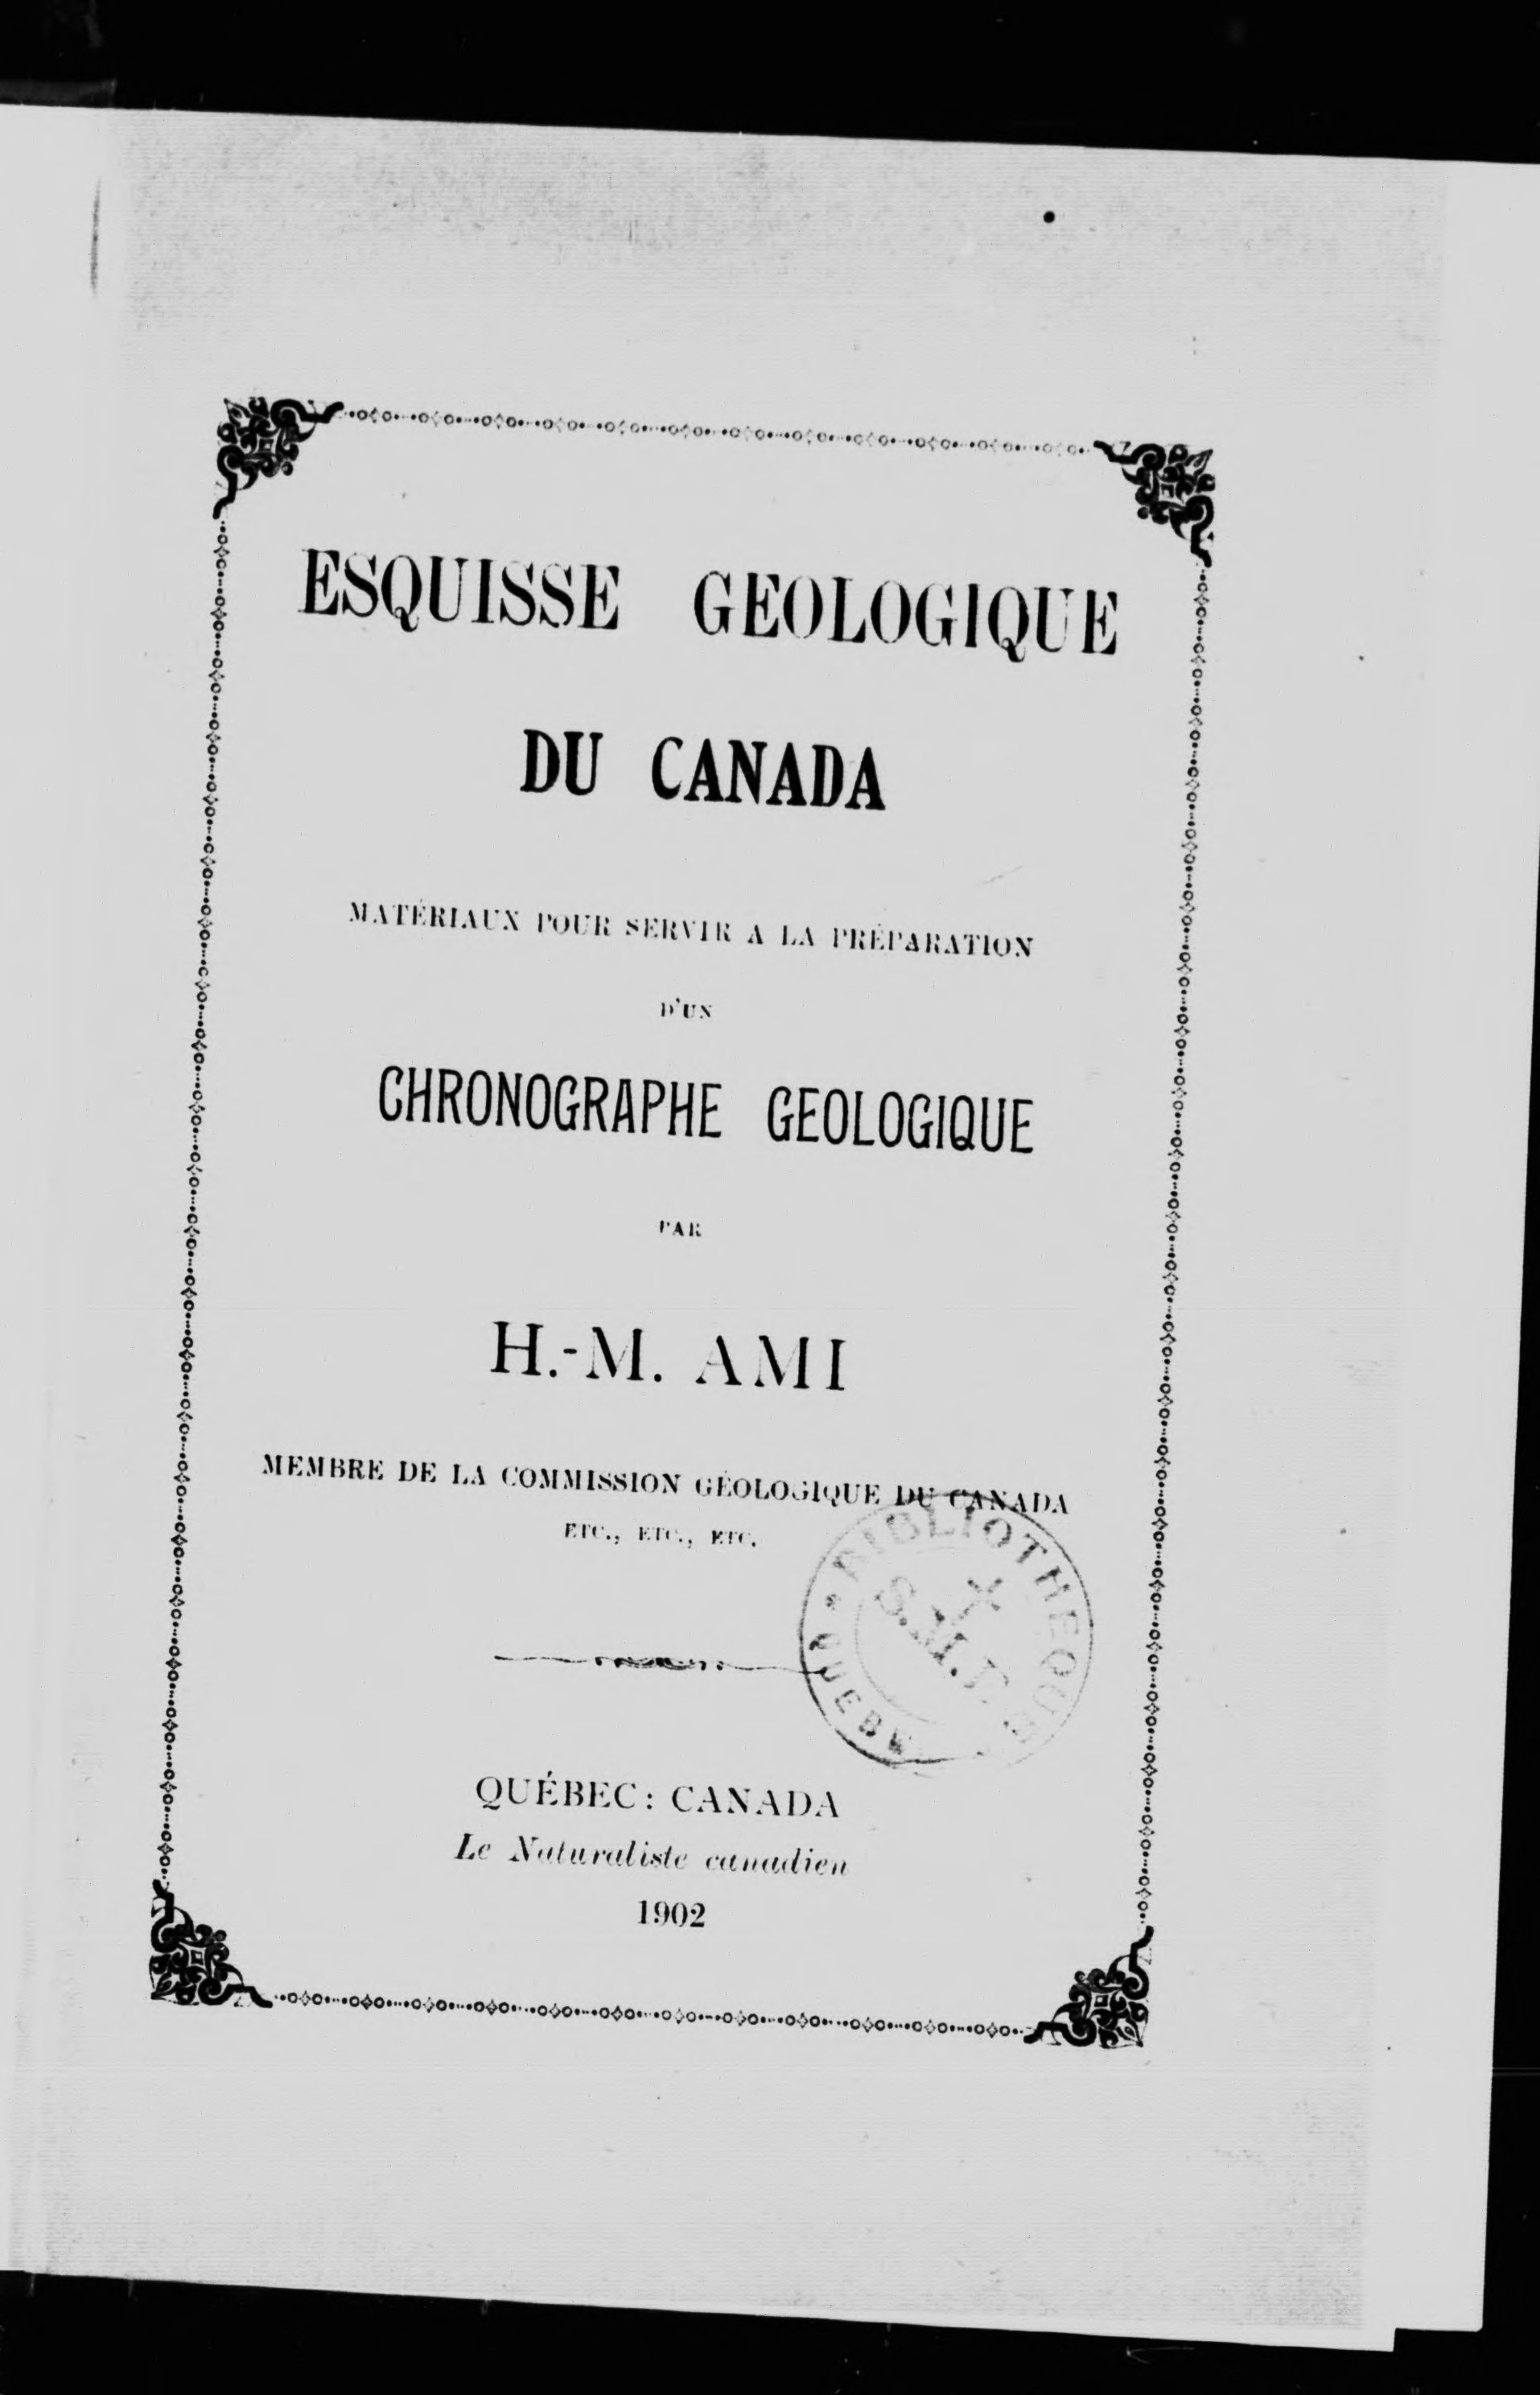 ESQUISSE GEOLOGIQUE
DU CANADA
MATÉRIAUX POUR SERVIR A LA PRÉPARATION
D'UN
CHRONOGRAPHE GEOLOGIQUE
PAR
H.-M. AMI
MEMBRE DE LA COMMISSION GÉOLOGIQUE DU CANADA
ETC., ETC., ETC.
BIBLIOTHEQUE
QUÉBEC: CANADA
Le Naturaliste canadien
1902